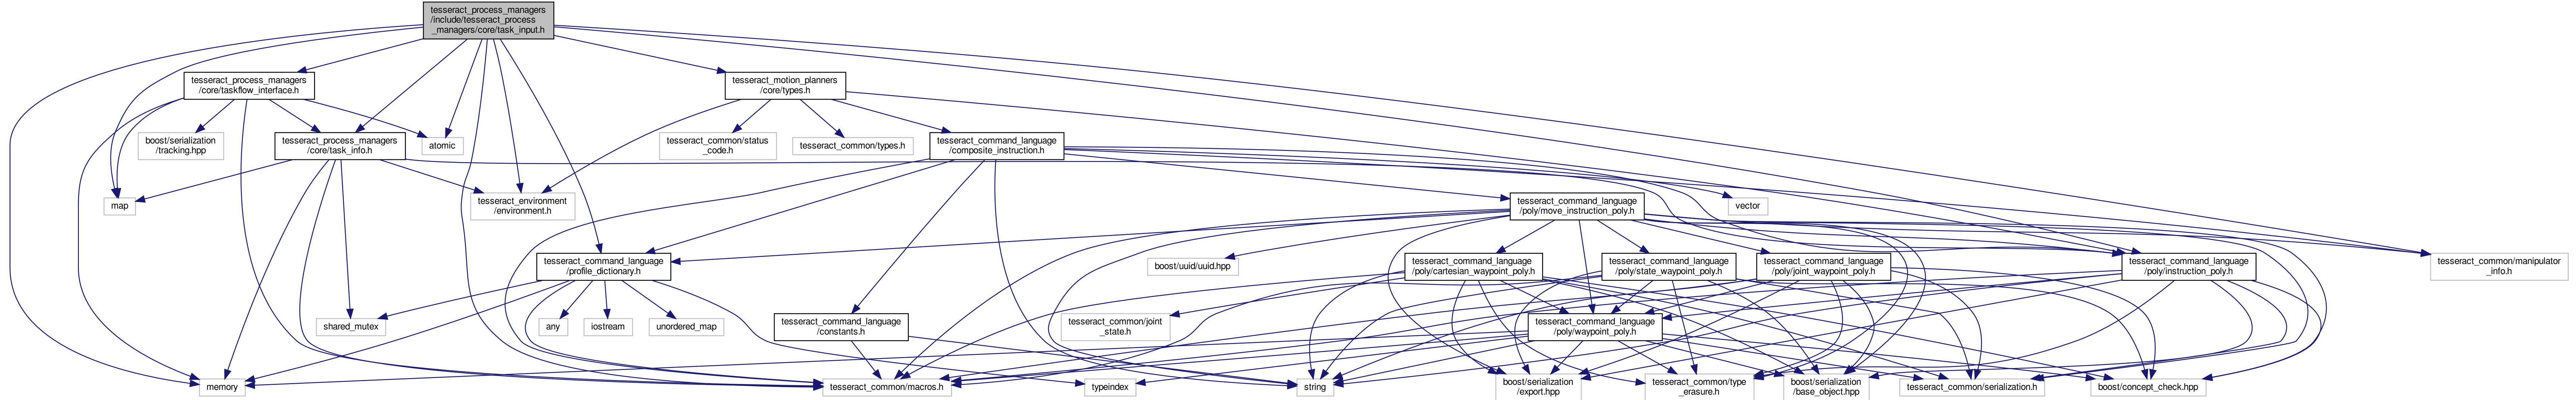 tesseract_process_managers
/include/tesseract_process
_managers/core/task_input.h
tesseract_process_managers
/core/taskflow_interface.h
tesseract_motion_planners
/core/types.h
boost/serialization
/tracking.hpp
tesseract_process_managers
/core/task_info.h
atomic
tesseract_common/status
_code.h
tesseract_common/types.h
tesseract_command_language
/composite_instruction.h
map
tesseract_environment
/environment.h
tesseract_command_language
/poly/move_instruction_poly.h
vector
tesseract_command_language
/profile_dictionary.h
boost/uuid/uuid.hpp
tesseract_command_language
/poly/cartesian_waypoint_poly.h
tesseract_command_language
/poly/state_waypoint_poly.h
tesseract_command_language
/poly/joint_waypoint_poly.h
tesseract_command_language
/poly/instruction_poly.h
tesseract_common/manipulator
_info.h
shared_mutex
any
iostream
unordered_map
tesseract_command_language
/constants.h
tesseract_common/joint
_state.h
tesseract_command_language
/poly/waypoint_poly.h
memory
tesseract_common/macros.h
typeindex
string
boost/serialization
/export.hpp
tesseract_common/type
_erasure.h
boost/serialization
/base_object.hpp
tesseract_common/serialization.h
boost/concept_check.hpp